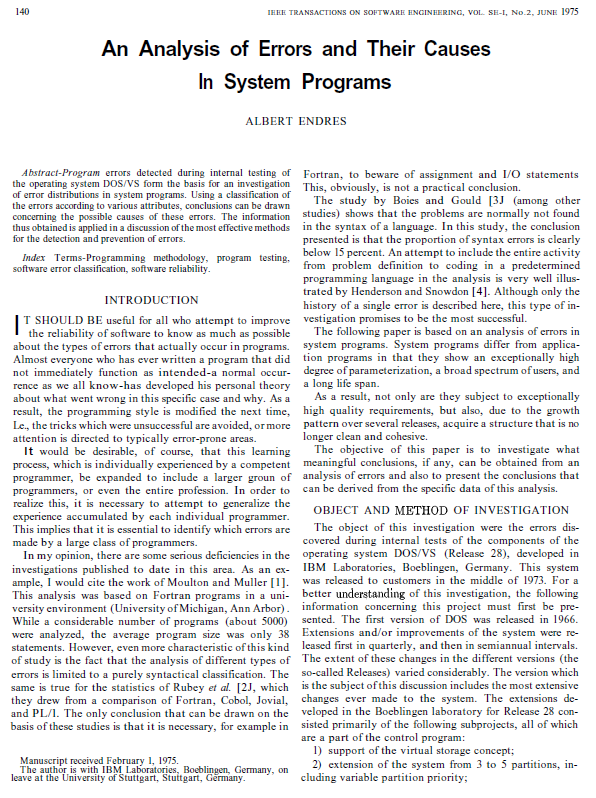 140
IEEE TRANSACTIONS ON SOFTWARE ENGINEERING, VOL. SE-I, No.2, JUNE 1975
An Analysis of Errors and Their Causes
In System Programs
ALBERT ENDRES
Abstract-Program errors detected during internal testing of
the operating system DOS/VS form the basis for an investigation
of error distributions in system programs. Using a classification of
the errors according to various attributes, conclusions can be drawn
concerning the possible causes of these errors. The information
thus obtained is applied in a discussion of the most effective methods
for the detection and prevention of errors.
Index Terms-Programming methodology, program testing,
software error classification, software reliability.
INTRODUCTION
IT SHOULD BE useful for all who attempt to improve
the reliability of software to know as much as possible
about the types of errors that actually occur in programs.
Almost everyone who has ever written a program that did
not immediately function as intended-a normal occur-
rence as we all know-has developed his personal theory
about what went wrong in this specific case and why. As a
result, the programming style is modified the next time,
I.e., the tricks which were unsuccessful are avoided, or more
attention is directed to typically error-prone areas.
It would be desirable, of course, that this learning
process, which is individually experienced by a competent
programmer, be expanded to include a larger groun of
programmers, or even the entire profession. In order to
realize this, it is necessary to attempt to generalize the
experience accumulated by each individual programmer.
This implies that it is essential to identify which errors are
made by a large class of programmers.
In my opinion, there are some serious deficiencies in the
investigations published to date in this area. As an ex-
ample, I would cite the work of Moulton and Muller [1].
This analysis was based on Fortran programs in a uni-
versity environment (University of Michigan, Ann Arbor) .
While a considerable number of programs (about 5000)
were analyzed, the average program size was only 38
statements. However, even more characteristic of this kind
of study is the fact that the analysis of different types of
errors is limited to a purely syntactical classification. The
same is true for the statistics of Rubey et al. [2J, which
they drew from a comparison of Fortran, Cobol, Jovial,
and PL/l. The only conclusion that can be drawn on the
basis of these studies is that it is necessary, for example in
Manuscript received February 1, 1975.
The author is with IBM Laboratories, Boeblingen, Germany, on
leave at the University of Stuttgart, Stuttgart, Germany.
Fortran, to beware of assignment and I/O statements
This, obviously, is not a practical conclusion.
The study by Boies and Gould [3J (among other
studies) shows that the problems are normally not found
in the syntax of a language. In this study, the conclusion
presented is that the proportion of syntax errors is clearly
below 15 percent. An attempt to include the entire activity
from problem definition to coding in a predetermined
programming language in the analysis is very well illus-
trated by Henderson and Snowdon [4]. Although only the
history of a single error is described here, this type of in-
vestigation promises to be the most successful.
The following paper is based on an analysis of errors in
system programs. System programs differ from applica-
tion programs in that they show an exceptionally high
degree of parameterization, a broad spectrum of users, and
a long life span.
As a result, not only are they subject to exceptionally
high quality requirements, but also, due to the growth
pattern over several releases, acquire a structure that is no
longer clean and cohesive.
The objective of this paper is to investigate what
meaningful conclusions, if any, can be obtained from an
analysis of errors and also to present the conclusions that
can be derived from the specific data of this analysis.
OBJECT AND METHOD OF INVESTIGATION
The object of this investigation were the errors dis-
covered during internal tests of the components of the
operating system DOS/VS (Release 28), developed in
IBM Laboratories, Boeblingen, Germany. This system
was released to customers in the middle of 1973. For a
better understanding of this investigation, the following
information concerning this project must first be pre-
sented. The first version of DOS was released in 1966.
Extensions and/or improvements of the system were re-
leased first in quarterly, and then in semiannual intervals.
The extent of these changes in the different versions (the
so-called Releases) varied considerably. The version which
is the subject of this discussion includes the most extensive
changes ever made to the system. The extensions de-
veloped in the Boeblingen laboratory for Release 28 con-
sisted primarily of the following subprojects, all of which
are a part of the control program:
1) support of the virtual storage concept;
2) extension of the system from 3 to 5 partitions, in-
cluding variable partition priority;